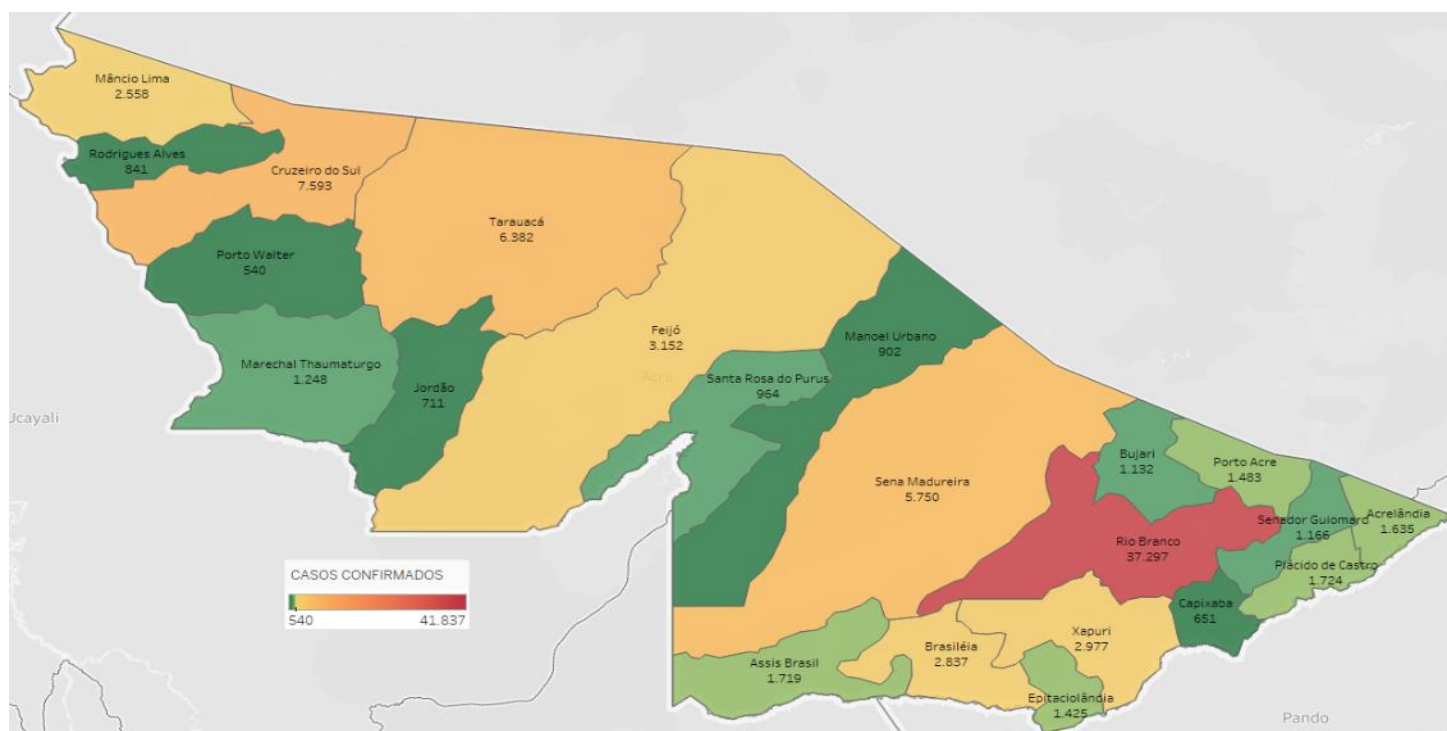 Mâncio Lima
2.558
Rodrigues Alves
841
Cruzeiro do Sul
7.593
Tarauacá
6.382
Porto Walter
540
Feijó
3.152
Acre
Manoel Urbano
902
Marechal Thaumaturgo
1.248
Jordão
711
Santa Rosa do Purus
964
Ucayali
Sena Madureira
5.750
Bujari
1.132
Porto Acre
1.483
Senador Guiomard
1.166
Acrelândia
1.635
Rio Branco
37.297
Plácido de Castro
1.724
Capixaba
651
CASOS CONFIRMADOS
540
41.837
Xapuri
2.977
Brasiléia
2.837
Assis Brasil
1.719
Epitaciolândia
1.425
Pando